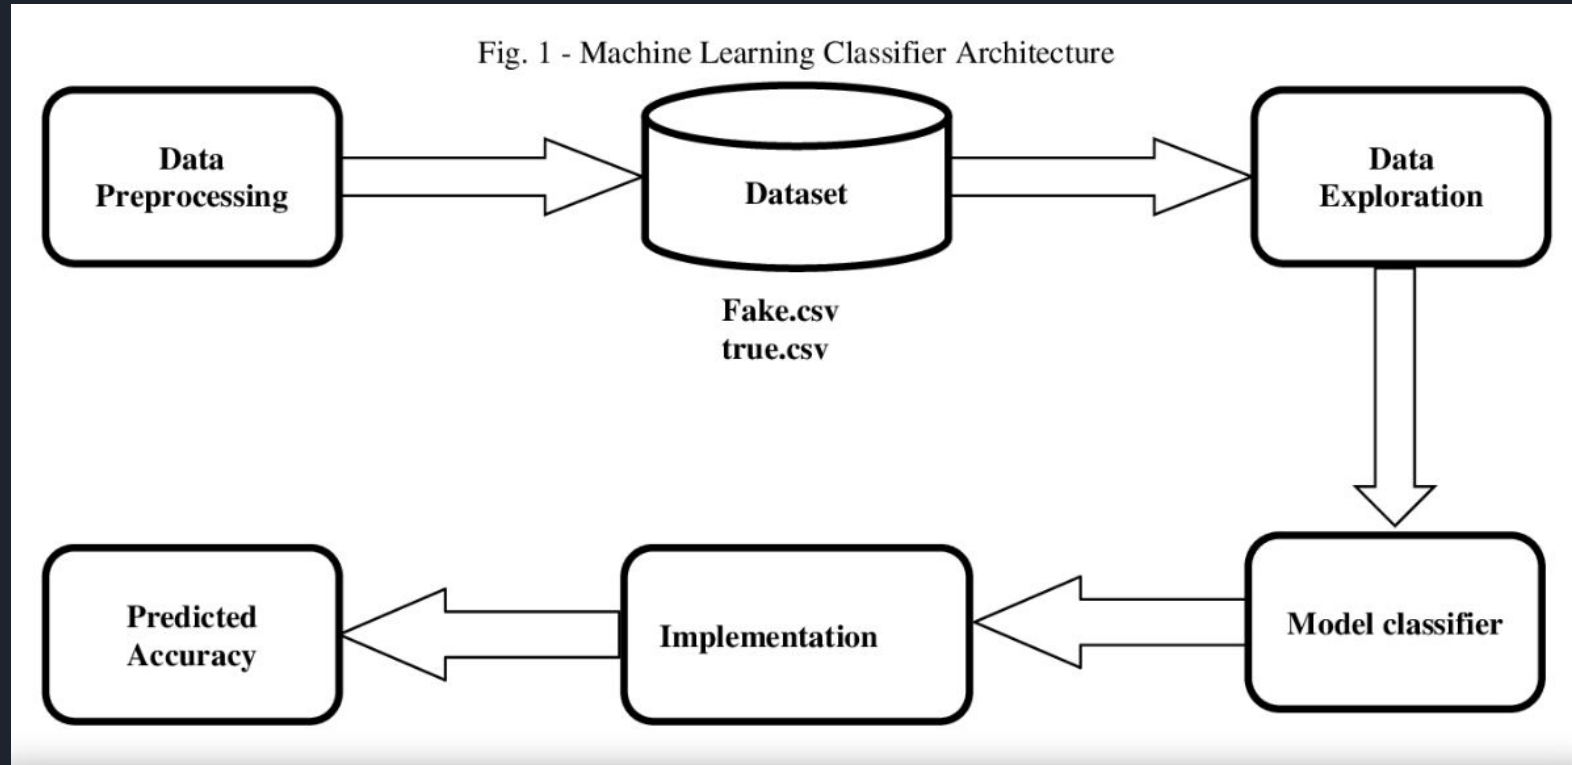 Fig. 1 - Machine Learning Classifier Architecture
Data
Preprocessing
Dataset
Fake.csv
true.csv
Data
Exploration
Model classifier
Implementation
Predicted
Accuracy